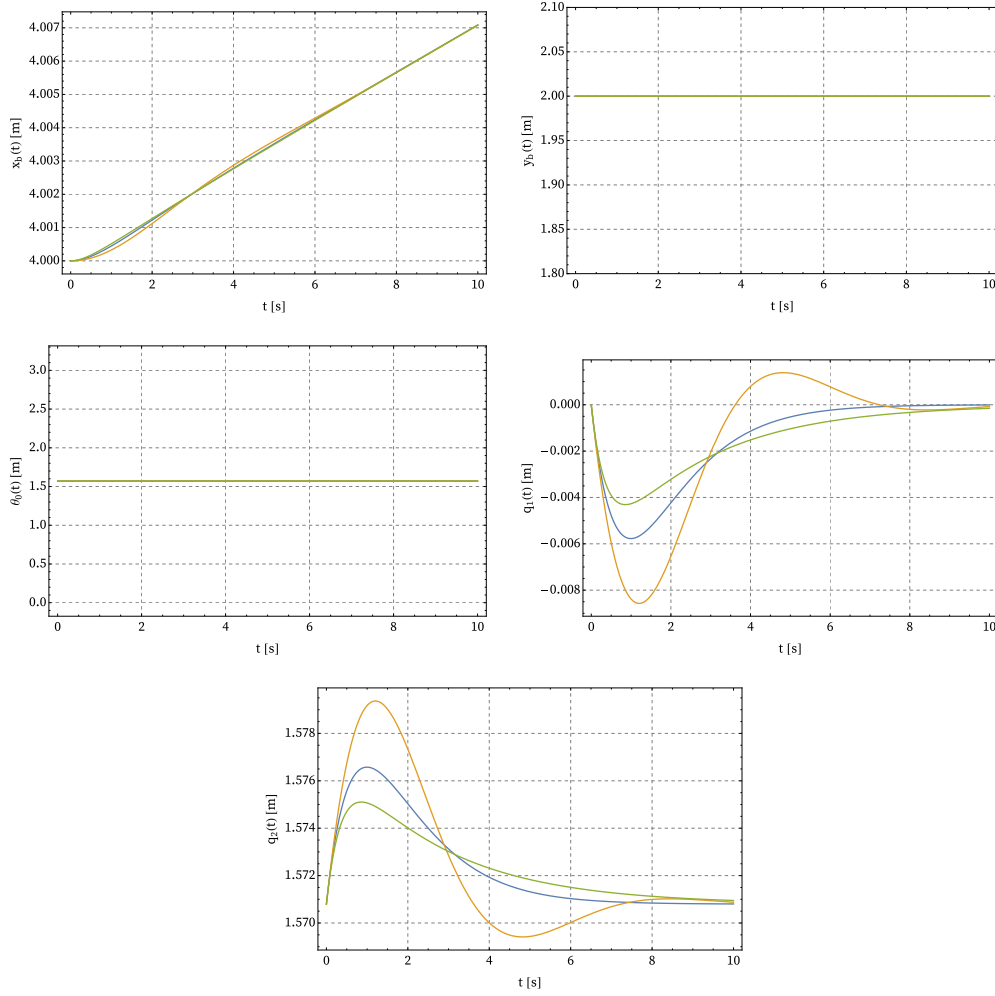 4.007
4.006
4.005
4.004
4.003
4.002
4.001
4.000
x_b(t) [m]
0 2 4 6 8 10
t [s]
2.10
2.05
2.00
1.95
1.90
1.85
1.80
y_b(t) [m]
0 2 4 6 8 10
t [s]
3.0
2.5
2.0
1.5
1.0
0.5
0.0
θ_b(t) [m]
0 2 4 6 8 10
t [s]
0.000
−0.002
−0.004
−0.006
−0.008
q_1(t) [m]
0 2 4 6 8 10
t [s]
1.578
1.576
1.574
1.572
1.570
q_2(t) [m]
0 2 4 6 8 10
t [s]